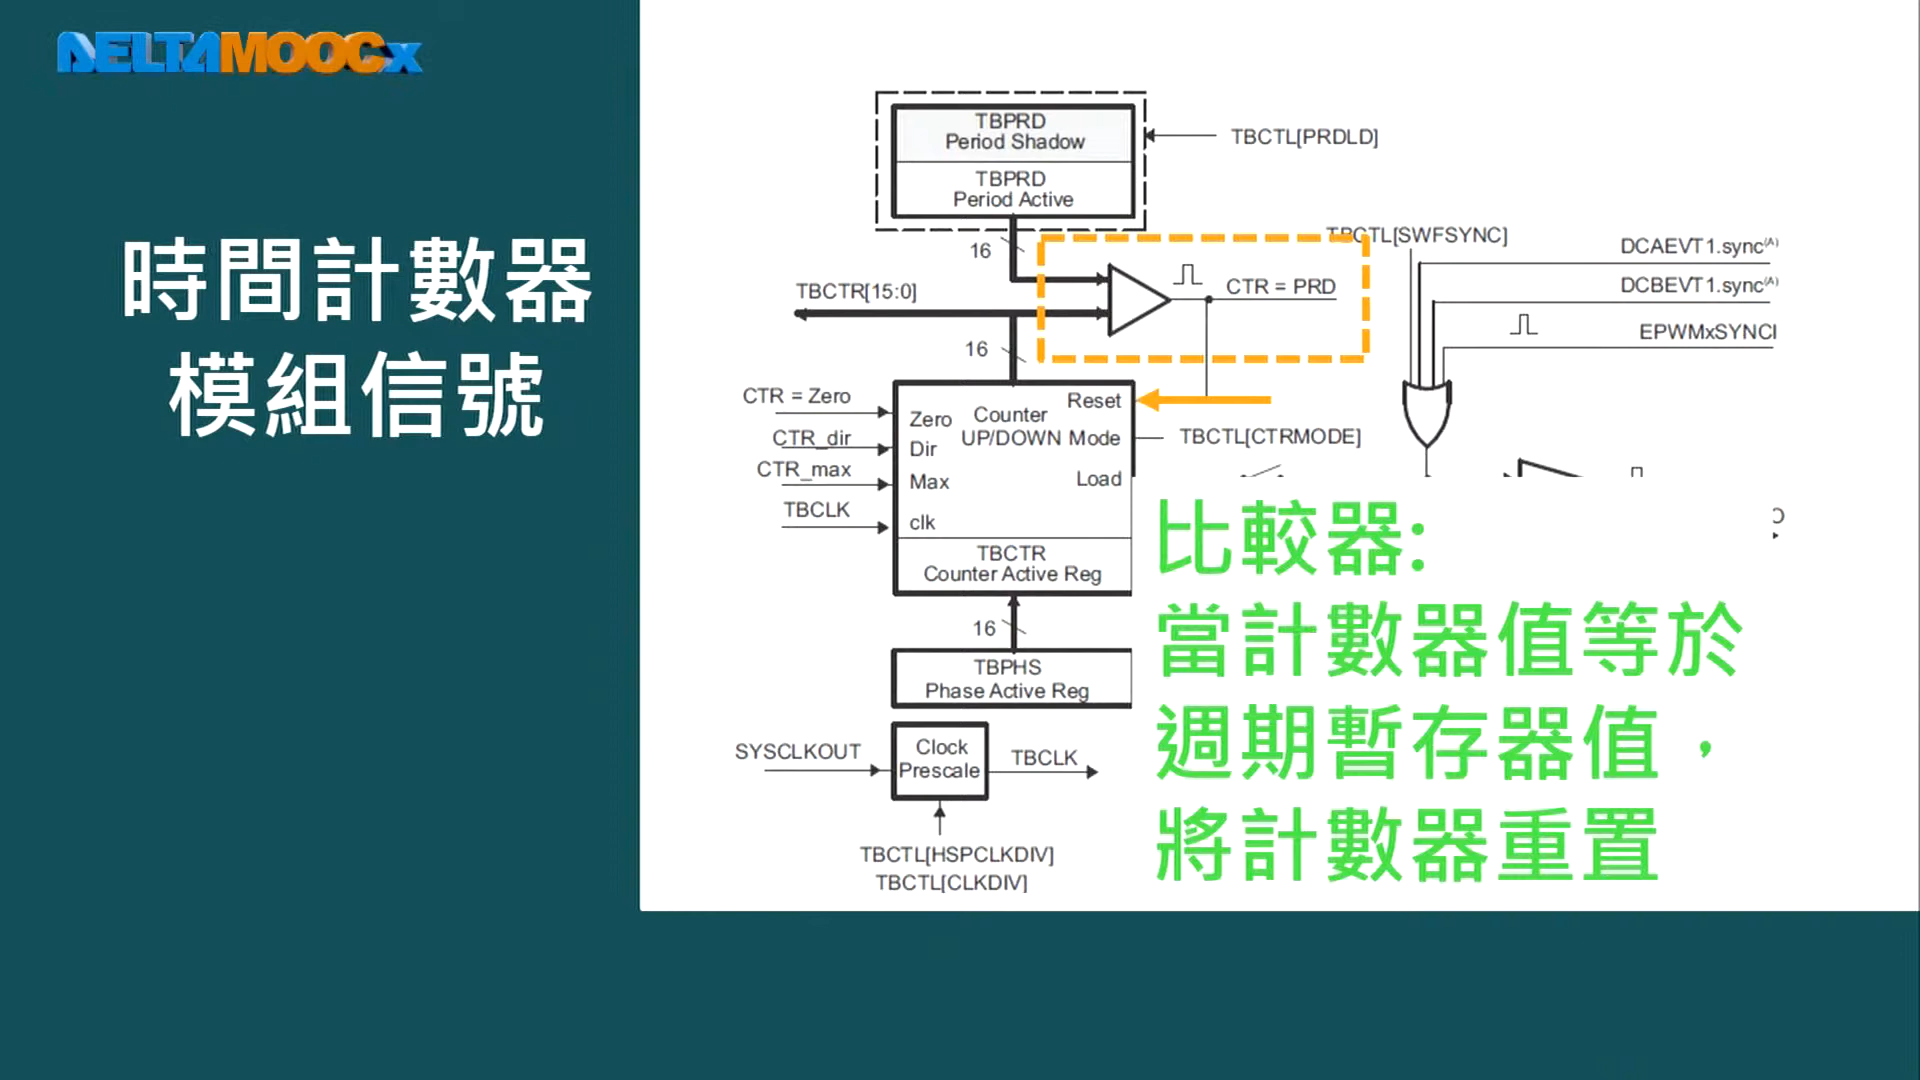 DELTAMOOCx
時間計數器
模組信號
TBPRD
Period Shadow
TBPRD
Period Active
TBCTL[PRDLD]
16
TBCTL[SWFSYNC]
DCAEVT1.sync(A)
DCBEVT1.sync(A)
EPWMxSYNCI
TBCTR[15:0]
CTR = PRD
16
CTR = Zero
CTR_dir
CTR_max
TBCLK
Zero
Dir
Max
clk
Counter
UP/DOWN Mode
Reset
Load
TBCTL[CTRMODE]
TBCTR
Counter Active Reg
16
TBPHS
Phase Active Reg
SYSCLKOUT
Clock
Prescale
TBCLK
TBCTL[HSPCLKDIV]
TBCTL[CLKDIV]
比較器:
當計數器值等於
週期暫存器值，
將計數器重置